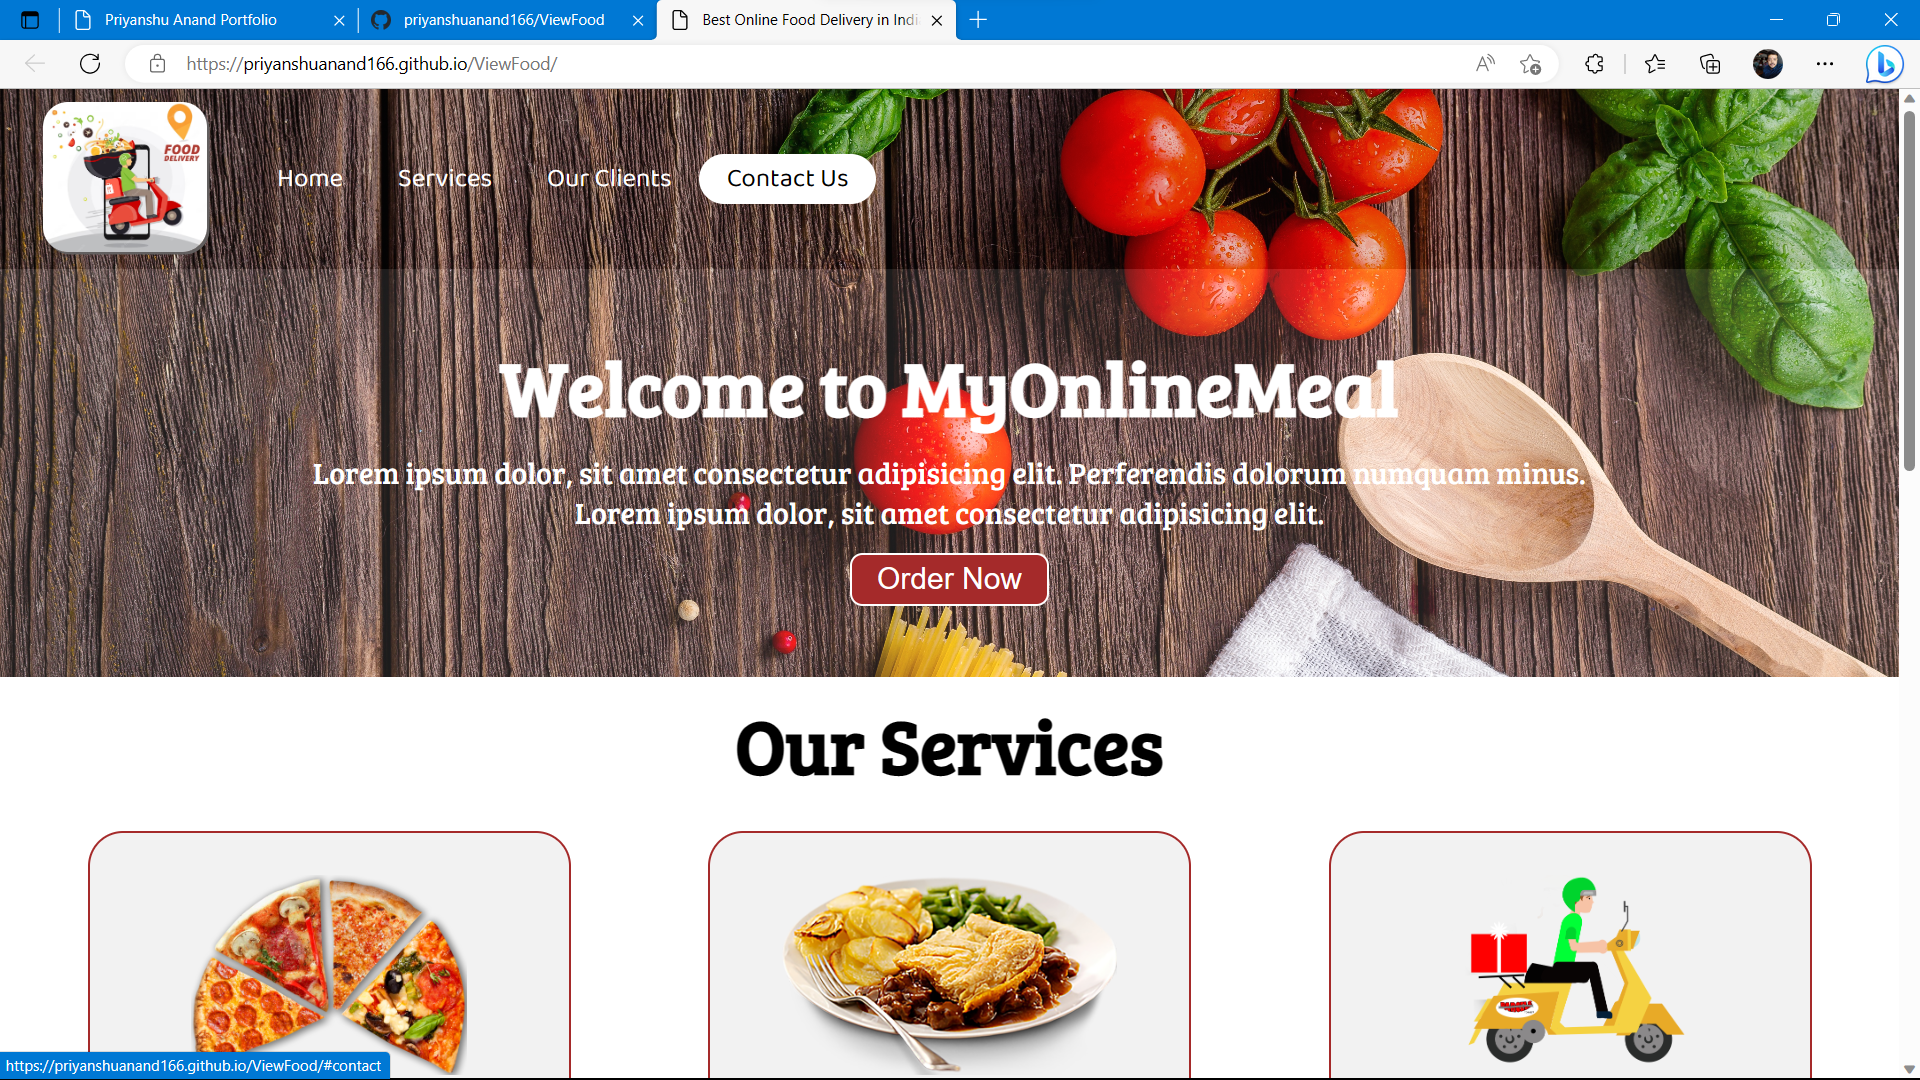 Priyanshu Anand Portfolio
priyanshuanand166/ViewFood
Best Online Food Delivery in Indi
https://priyanshuanand166.github.io/ViewFood/
FOOD
DELIVERY
Home
Services
Our Clients
Contact Us
Welcome to MyOnlineMeal
Lorem ipsum dolor, sit amet consectetur adipisicing elit. Perferendis dolorum numquam minus.
Lorem ipsum dolor, sit amet consectetur adipisicing elit.
Order Now
Our Services
https://priyanshuanand166.github.io/ViewFood/#contact